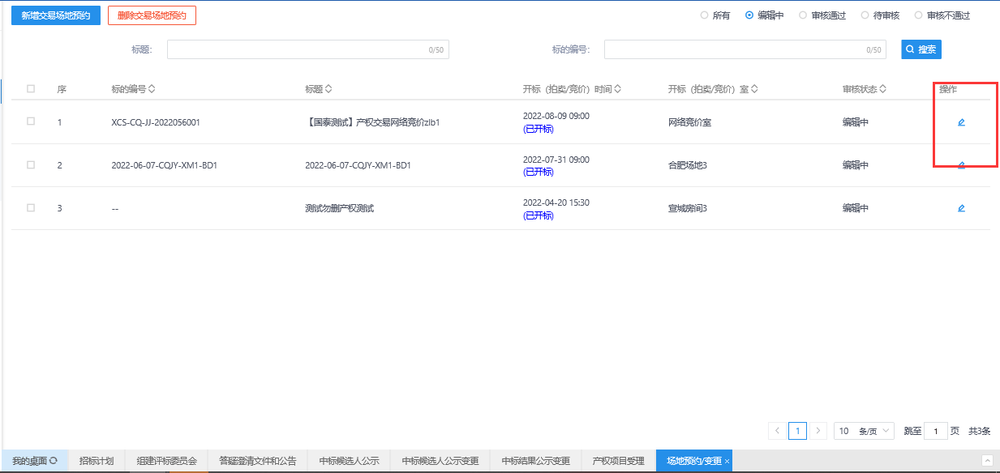 新增交易场地预约 删除交易场地预约 所有 编辑中 审核通过 待审核 审核不通过
标题: 0/50 标的编号: 0/50 搜索
序 标的编号 标题 开标（拍卖/竞价）时间 开标（拍卖/竞价）室 审核状态 操作
1 XCS-CQ-JJ-2022056001 【国泰测试】产权交易网络竞价zlb1 2022-08-09 09:00 网络竞价室 编辑中
(已开标)
2 2022-06-07-CQJY-XM1-BD1 2022-06-07-CQJY-XM1-BD1 2022-07-31 09:00 合肥场地3 编辑中
(已开标)
3 -- 测试勿删产权测试 2022-04-20 15:30 宣城房间3 编辑中
(已开标)
1 10 条/页 跳至 1 页 共3条
我的桌面 招标计划 组建评标委员会 答疑澄清文件和公告 中标候选人公示 中标候选人公示变更 中标结果公示变更 产权项目受理 场地预约/变更 ×